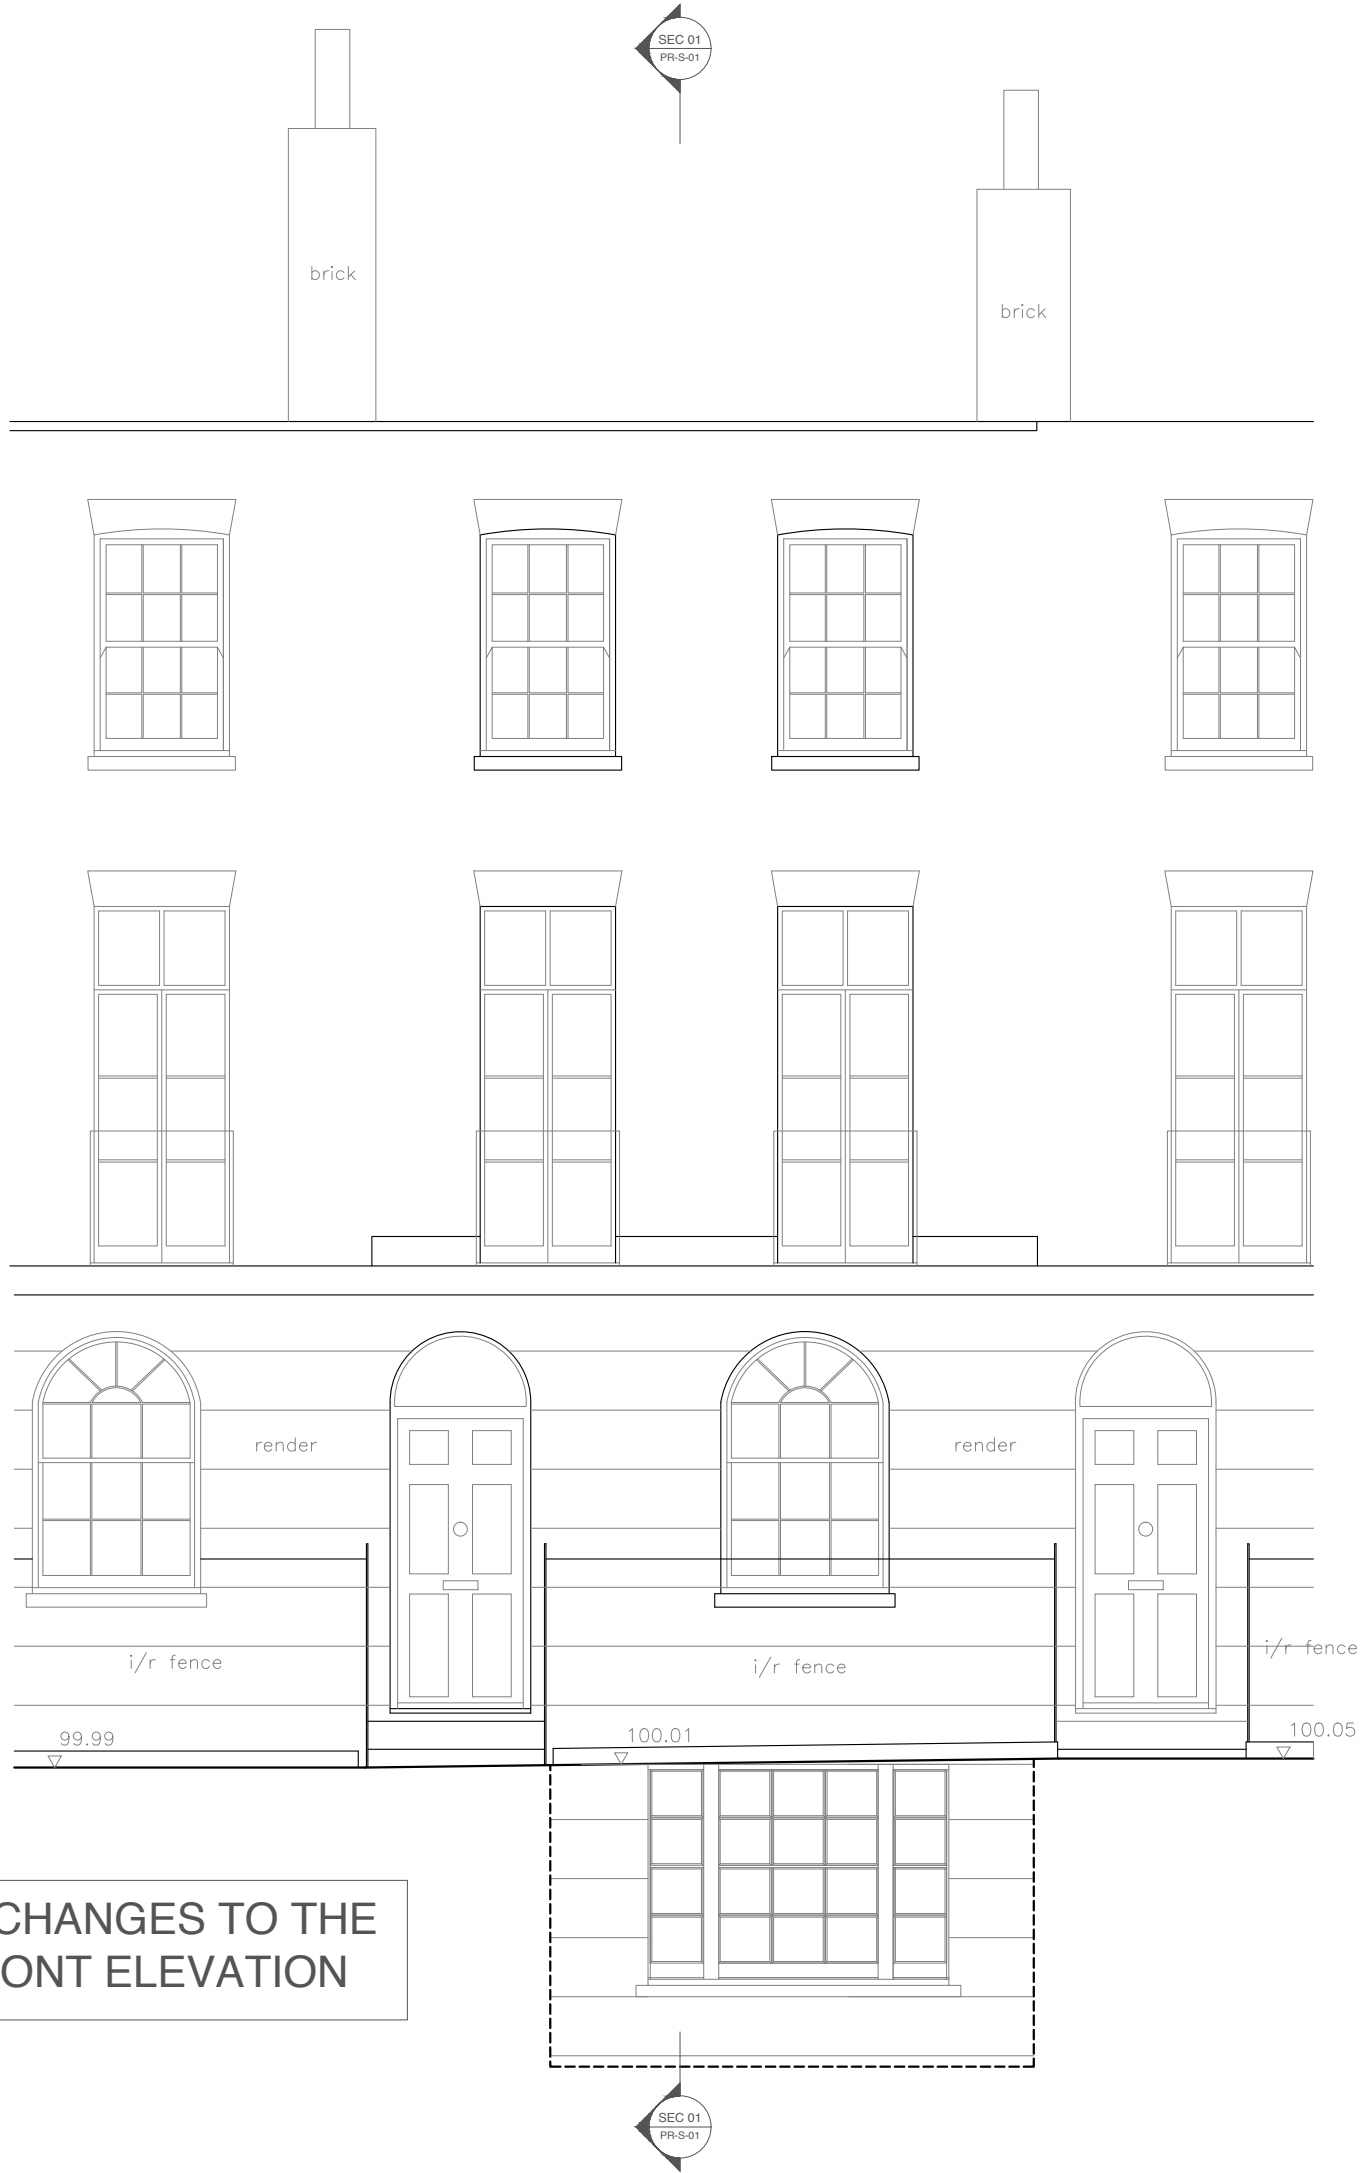 SEC 01
PR-S-01
brick
brick
render
render
i/r fence
i/r fence
i/r fence
99.99
100.01
100.05
CHANGES TO THE
ONT ELEVATION
SEC 01
PR-S-01